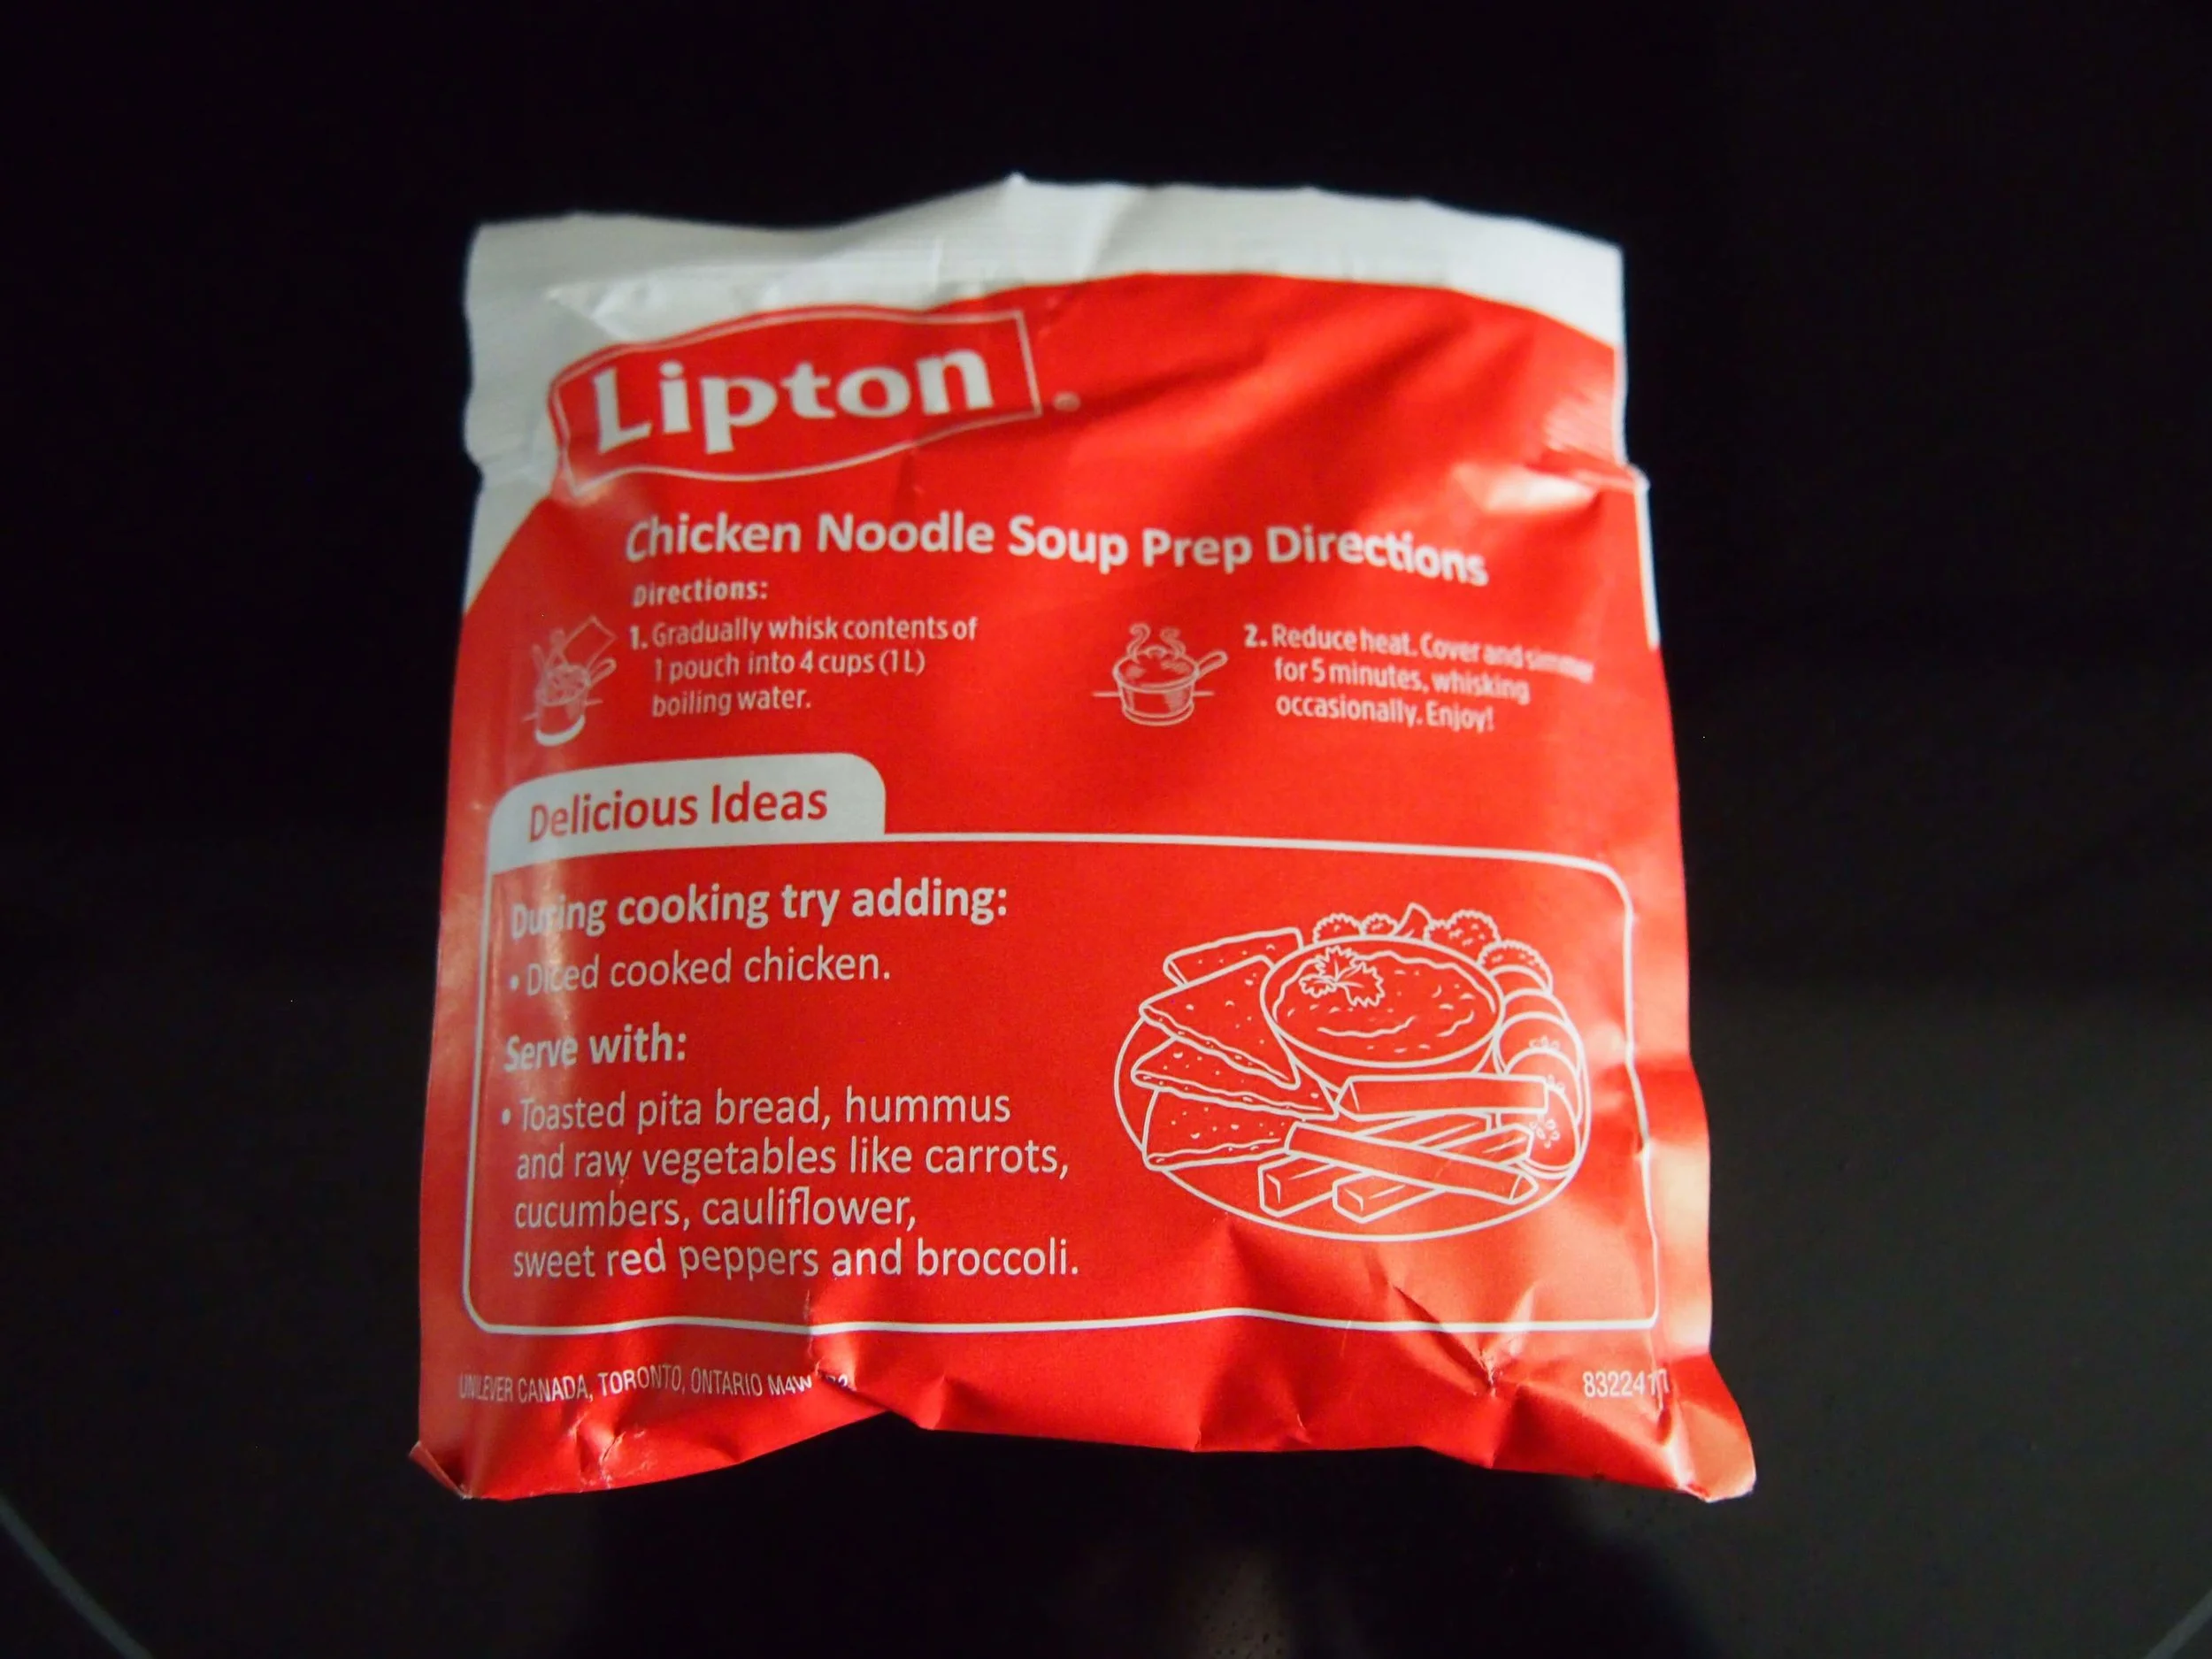 Lipton
Chicken Noodle Soup Prep Directions
Directions:
1. Gradually whisk contents of
1 pouch into 4 cups (1 L)
boiling water.
2. Reduce heat. Cover and simmer
for 5 minutes, whisking
occasionally. Enjoy!
Delicious Ideas
During cooking try adding:
• Diced cooked chicken.
Serve with:
• Toasted pita bread, hummus
and raw vegetables like carrots,
cucumbers, cauliflower,
sweet red peppers and broccoli.
UNILEVER CANADA, TORONTO, ONTARIO M4W